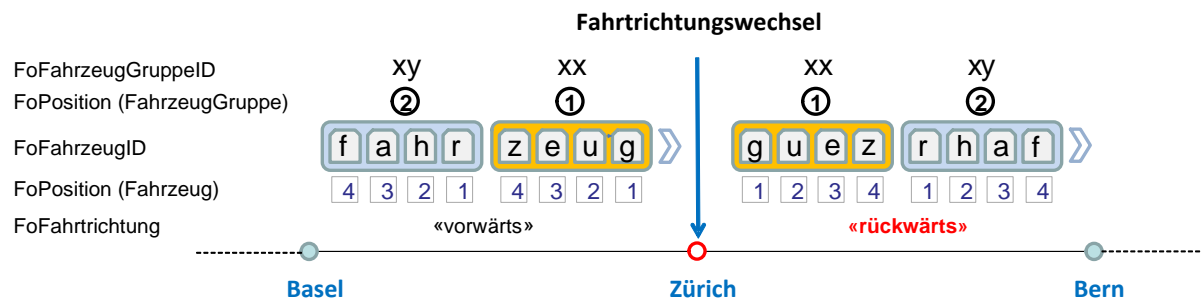 Fahrtrichtungswechsel
FoFahrzeugGruppeID xy xx xx xy
FoPosition (FahrzeugGruppe) 2 1 1 2
FoFahrzeugID f a h r z e u g g u e z r h a f
FoPosition (Fahrzeug) 4 3 2 1 4 3 2 1 1 2 3 4 1 2 3 4
FoFahrtrichtung «vorwärts» «rückwärts»
Basel Zürich Bern